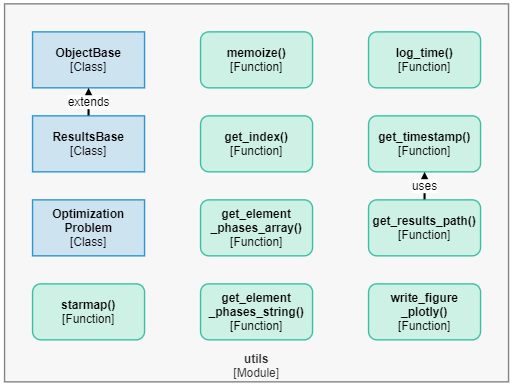 ObjectBase
[Class]
memoize()
[Function]
log_time()
[Function]
extends
ResultsBase
[Class]
get_index()
[Function]
get_timestamp()
[Function]
uses
Optimization
Problem
[Class]
get_element
_phases_array()
[Function]
get_results_path()
[Function]
starmap()
[Function]
get_element
_phases_string()
[Function]
write_figure
_plotly()
[Function]
utils
[Module]